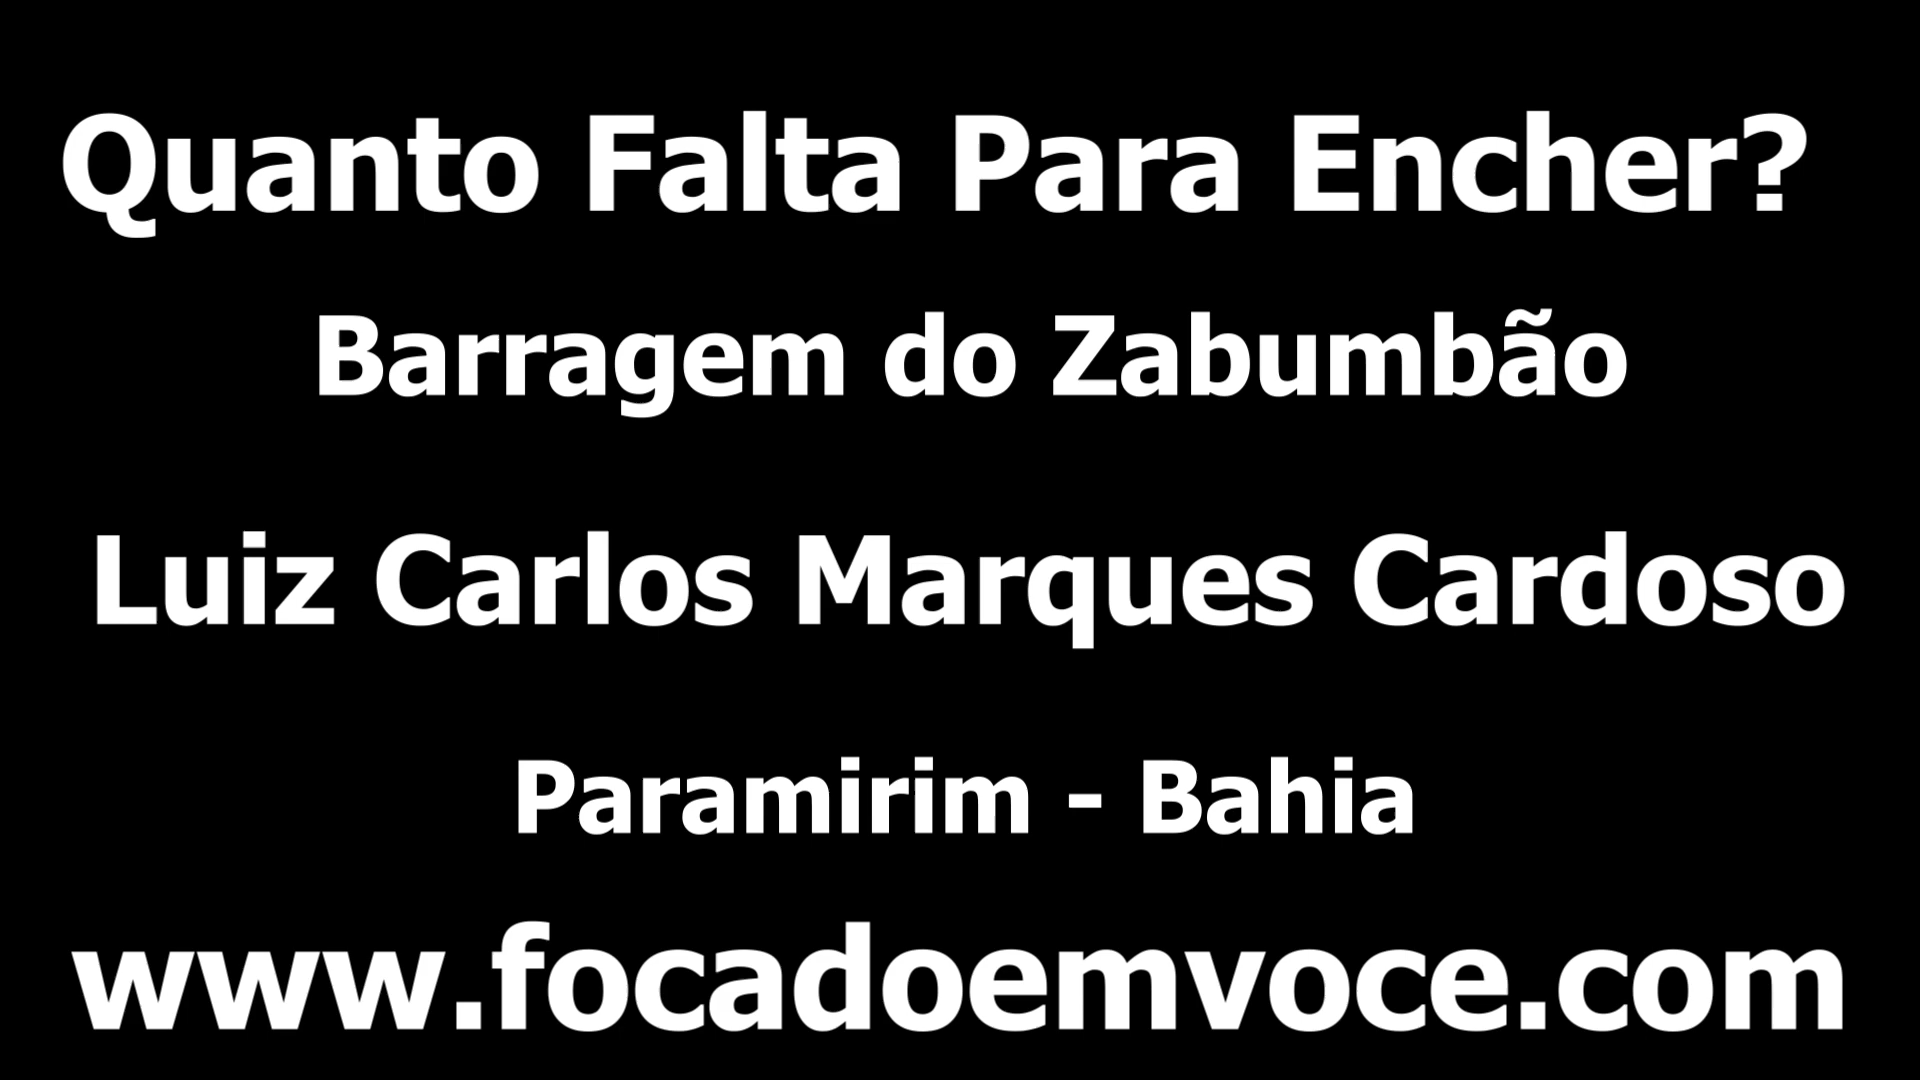 Quanto Falta Para Encher?
Barragem do Zabumbão
Luiz Carlos Marques Cardoso
Paramirim - Bahia
www.focadoemvoce.com